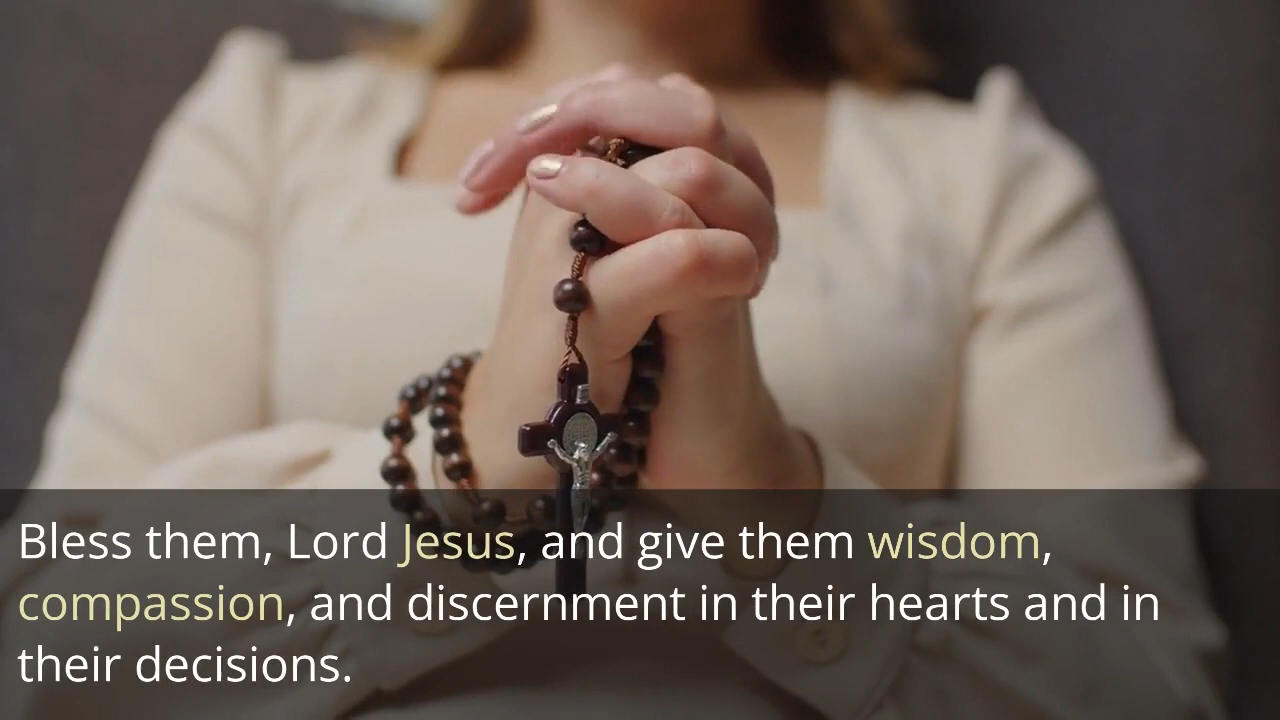 Bless them, Lord Jesus, and give them wisdom,
compassion, and discernment in their hearts and in
their decisions.